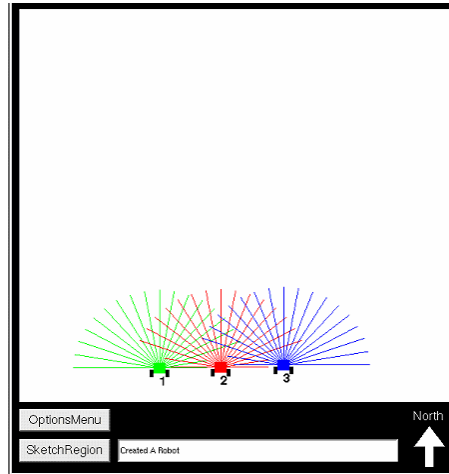 1 2 3
OptionsMenu
North
SketchRegion
Created A Robot